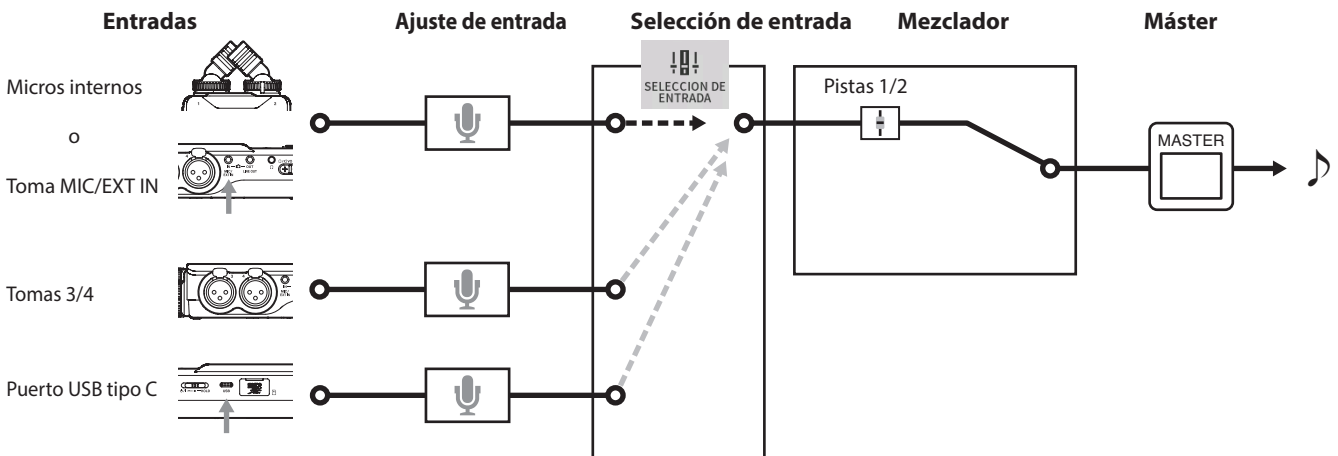 Entradas
Ajuste de entrada
Selección de entrada
Mezclador
Máster
Micros internos
o
Toma MIC/EXT IN
Tomas 3/4
Puerto USB tipo C
SELECCION DE
ENTRADA
Pistas 1/2
MASTER